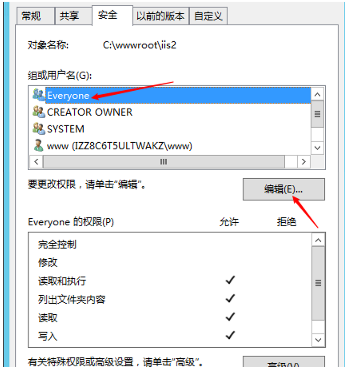 常规 共享 安全 以前的版本 自定义
对象名称: C:\wwwroot\iis2
组或用户名(G):
Everyone
CREATOR OWNER
SYSTEM
www (IZZ8C6T5ULTWAKZ\www)
要更改权限，请单击"编辑"。 编辑(E)...
Everyone 的权限(P) 允许 拒绝
完全控制
修改
读取和执行
列出文件夹内容
读取
写入
有关特殊权限或高级设置，请单击"高级"。 高级(V)